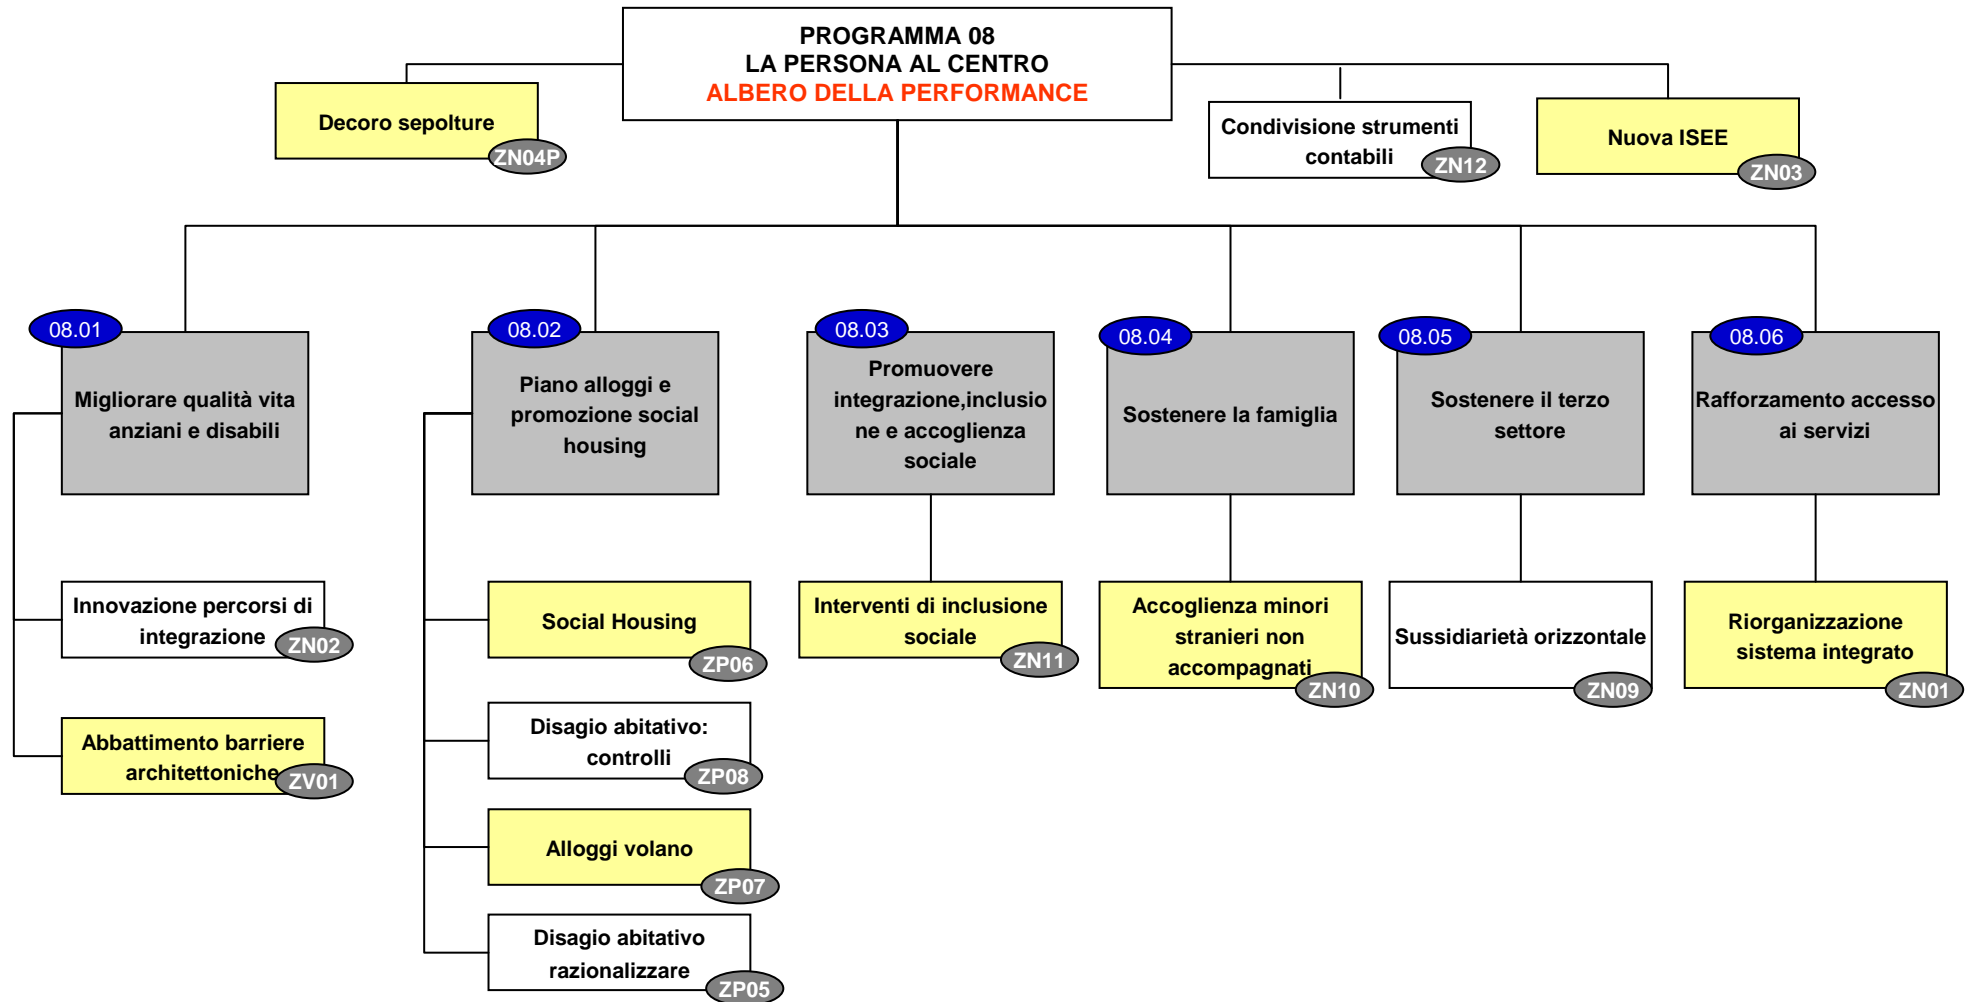 PROGRAMMA 08
LA PERSONA AL CENTRO
ALBERO DELLA PERFORMANCE
Decoro sepolture
ZN04P
Condivisione strumenti
contabili
ZN12
Nuova ISEE
ZN03
08.01
Migliorare qualità vita
anziani e disabili
08.02
Piano alloggi e
promozione social
housing
08.03
Promuovere
integrazione,inclusio
ne e accoglienza
sociale
08.04
Sostenere la famiglia
08.05
Sostenere il terzo
settore
08.06
Rafforzamento accesso
ai servizi
Innovazione percorsi di
integrazione
ZN02
Abbattimento barriere
architettoniche
ZV01
Social Housing
ZP06
Disagio abitativo:
controlli
ZP08
Alloggi volano
ZP07
Disagio abitativo
razionalizzare
ZP05
Interventi di inclusione
sociale
ZN11
Accoglienza minori
stranieri non
accompagnati
ZN10
Sussidiarietà orizzontale
ZN09
Riorganizzazione
sistema integrato
ZN01